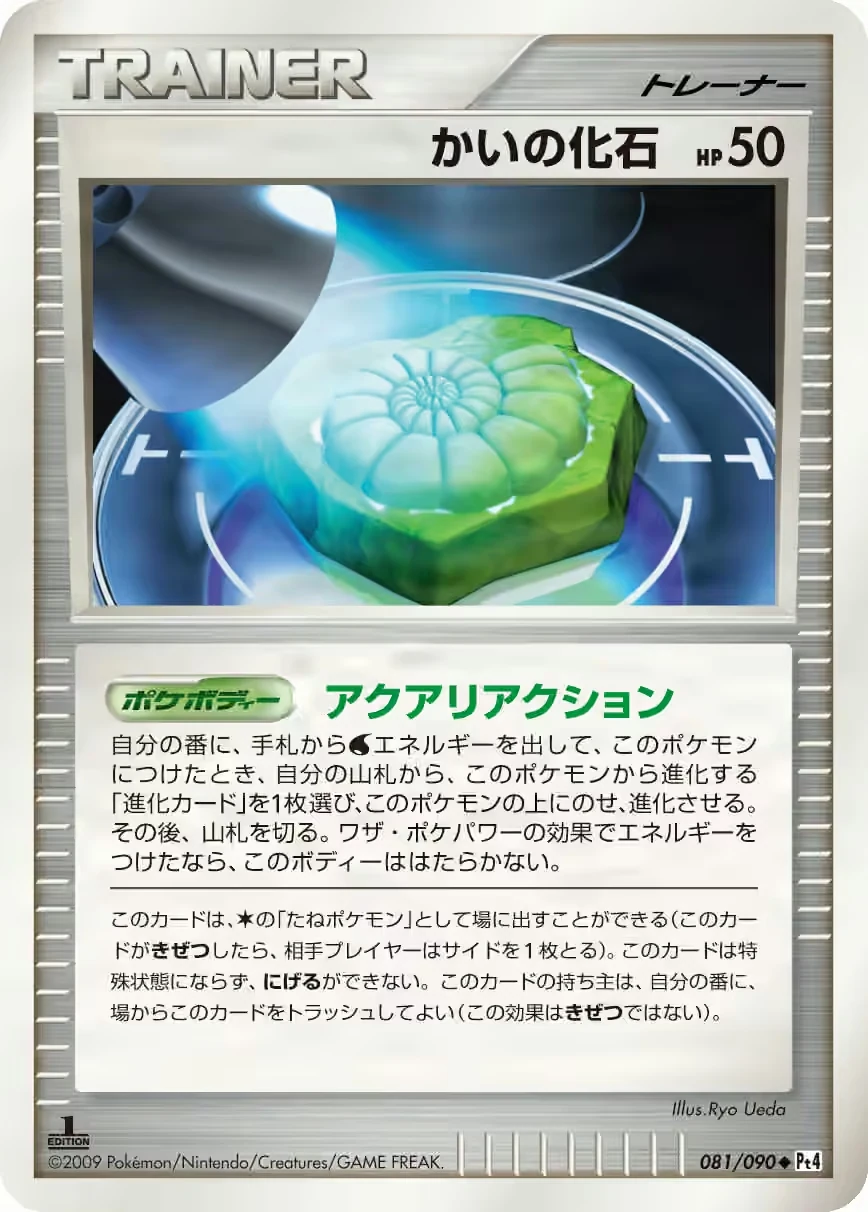 TRAINER
トレーナー
かいの化石 HP 50
ポケボディー アクアリアクション
自分の番に、手札からエネルギーを出して、このポケモン
につけたとき、自分の山札から、このポケモンから進化する
「進化カード」を1枚選び、このポケモンの上にのせ、進化させる。
その後、山札を切る。ワザ・ポケパワーの効果でエネルギーを
つけたなら、このボディーははたらかない。
このカードは、の「たねポケモン」として場に出すことができる(このカー
ドがきぜつしたら、相手プレイヤーはサイドを1枚とる)。このカードは特
殊状態にならず、にげるができない。このカードの持ち主は、自分の番に、
場からこのカードをトラッシュしてよい(この効果はきぜつではない)。
Illus.Ryo Ueda
1
EDITION
©2009 Pokémon/Nintendo/Creatures/GAME FREAK.
081/090◆ Pt4